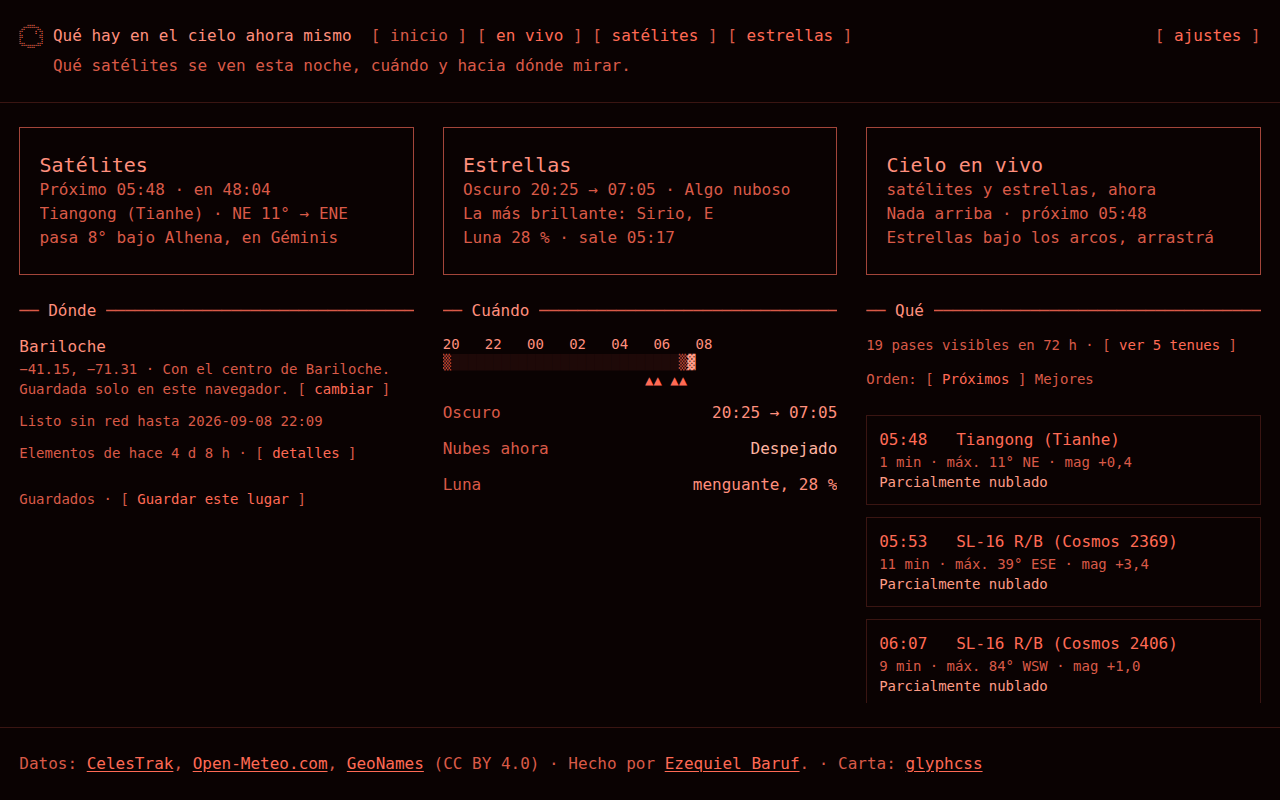 Qué hay en el cielo ahora mismo [ inicio ] [ en vivo ] [ satélites ] [ estrellas ] [ ajustes ]
Qué satélites se ven esta noche, cuándo y hacia dónde mirar.
Satélites
Próximo 05:48 · en 48:04
Tiangong (Tianhe) · NE 11° → ENE
pasa 8° bajo Alhena, en Géminis
Estrellas
Oscuro 20:25 → 07:05 · Algo nuboso
La más brillante: Sirio, E
Luna 28 % · sale 05:17
Cielo en vivo
satélites y estrellas, ahora
Nada arriba · próximo 05:48
Estrellas bajo los arcos, arrastrá
Dónde
Bariloche
−41.15, −71.31 · Con el centro de Bariloche.
Guardada solo en este navegador. [ cambiar ]
Listo sin red hasta 2026-09-08 22:09
Elementos de hace 4 d 8 h · [ detalles ]
Guardados · [ Guardar este lugar ]
Cuándo
20 22 00 02 04 06 08
▲▲ ▲▲
Oscuro 20:25 → 07:05
Nubes ahora Despejado
Luna menguante, 28 %
Qué
19 pases visibles en 72 h · [ ver 5 tenues ]
Orden: [ Próximos ] Mejores
05:48 Tiangong (Tianhe)
1 min · máx. 11° NE · mag +0,4
Parcialmente nublado
05:53 SL-16 R/B (Cosmos 2369)
11 min · máx. 39° ESE · mag +3,4
Parcialmente nublado
06:07 SL-16 R/B (Cosmos 2406)
9 min · máx. 84° WSW · mag +1,0
Parcialmente nublado
Datos: CelesTrak, Open-Meteo.com, GeoNames (CC BY 4.0) · Hecho por Ezequiel Baruf. · Carta: glyphcss